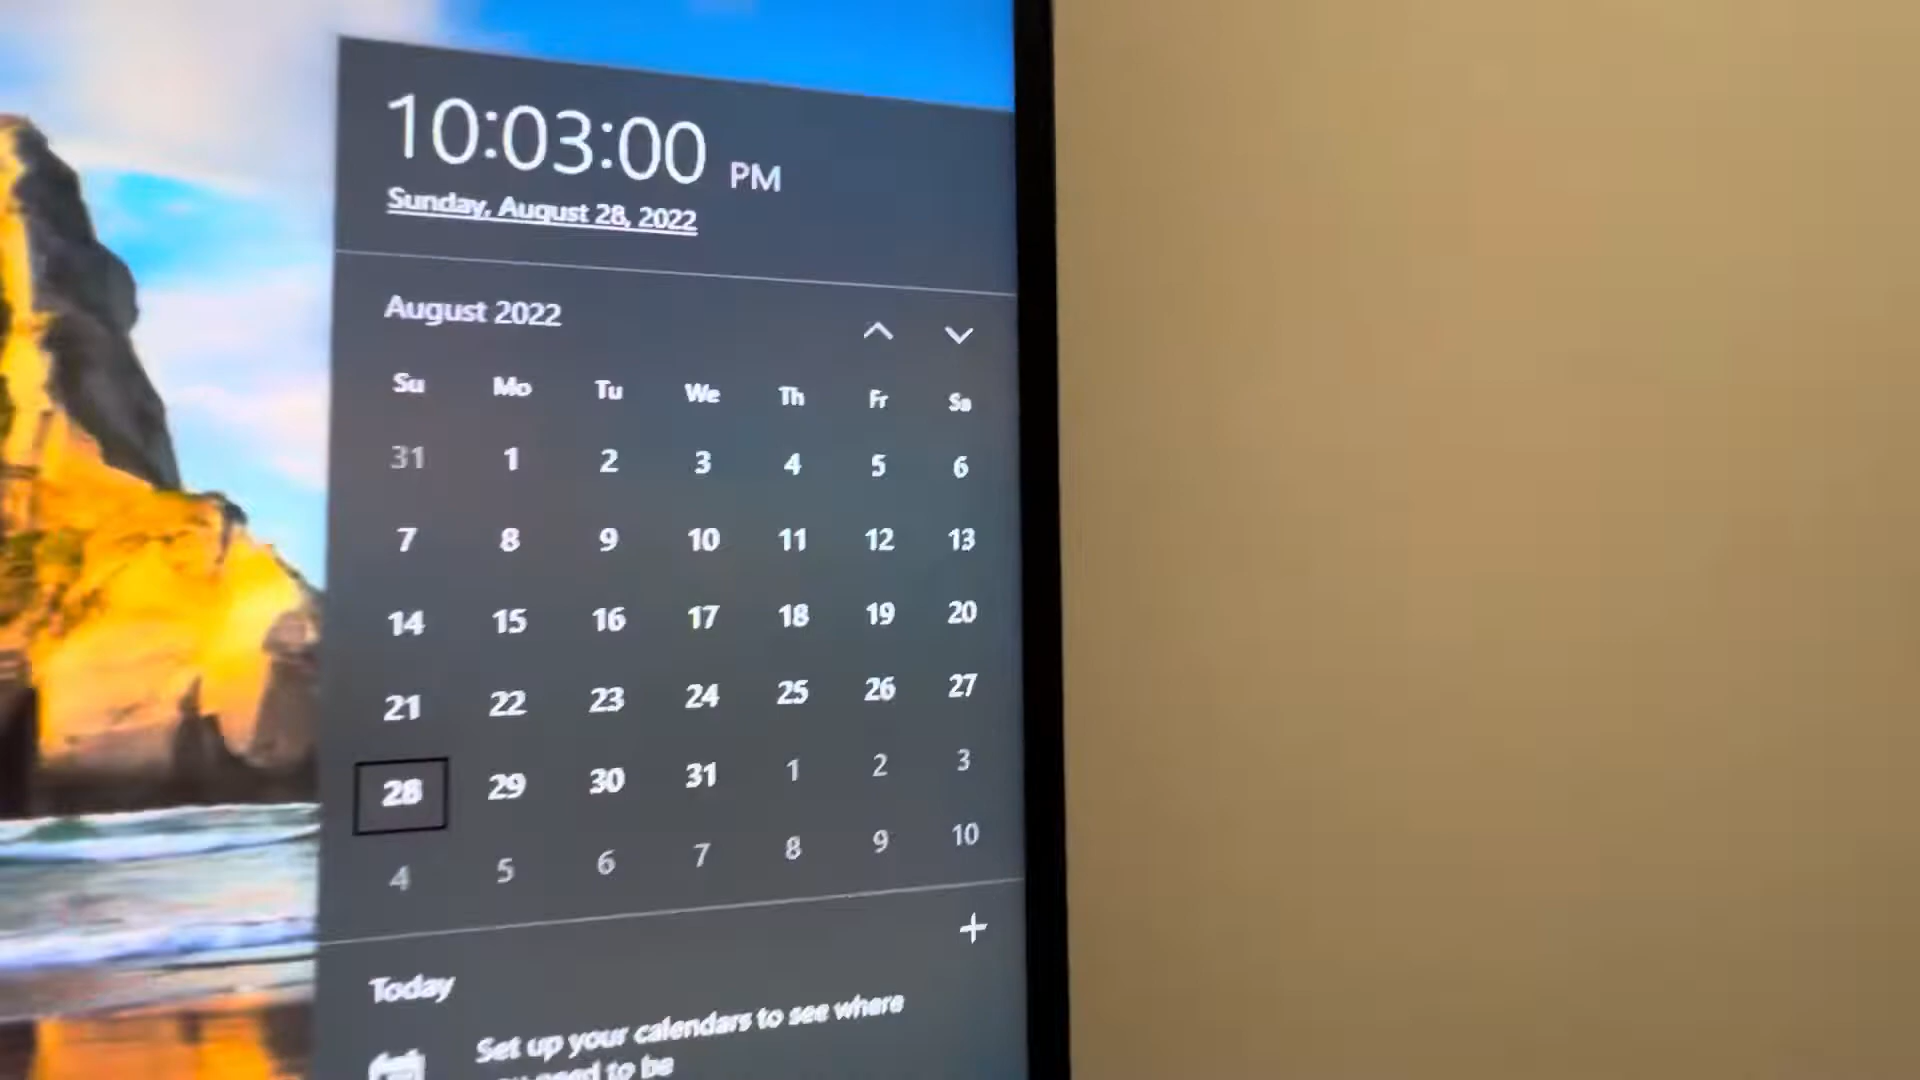 10:03:00 PM
Sunday, August 28, 2022
August 2022
Su Mo Tu We Th Fr Sa
31 1 2 3 4 5 6
7 8 9 10 11 12 13
14 15 16 17 18 19 20
21 22 23 24 25 26 27
28 29 30 31 1 2 3
4 5 6 7 8 9 10
Today
Set up your calendars to see where
need to be